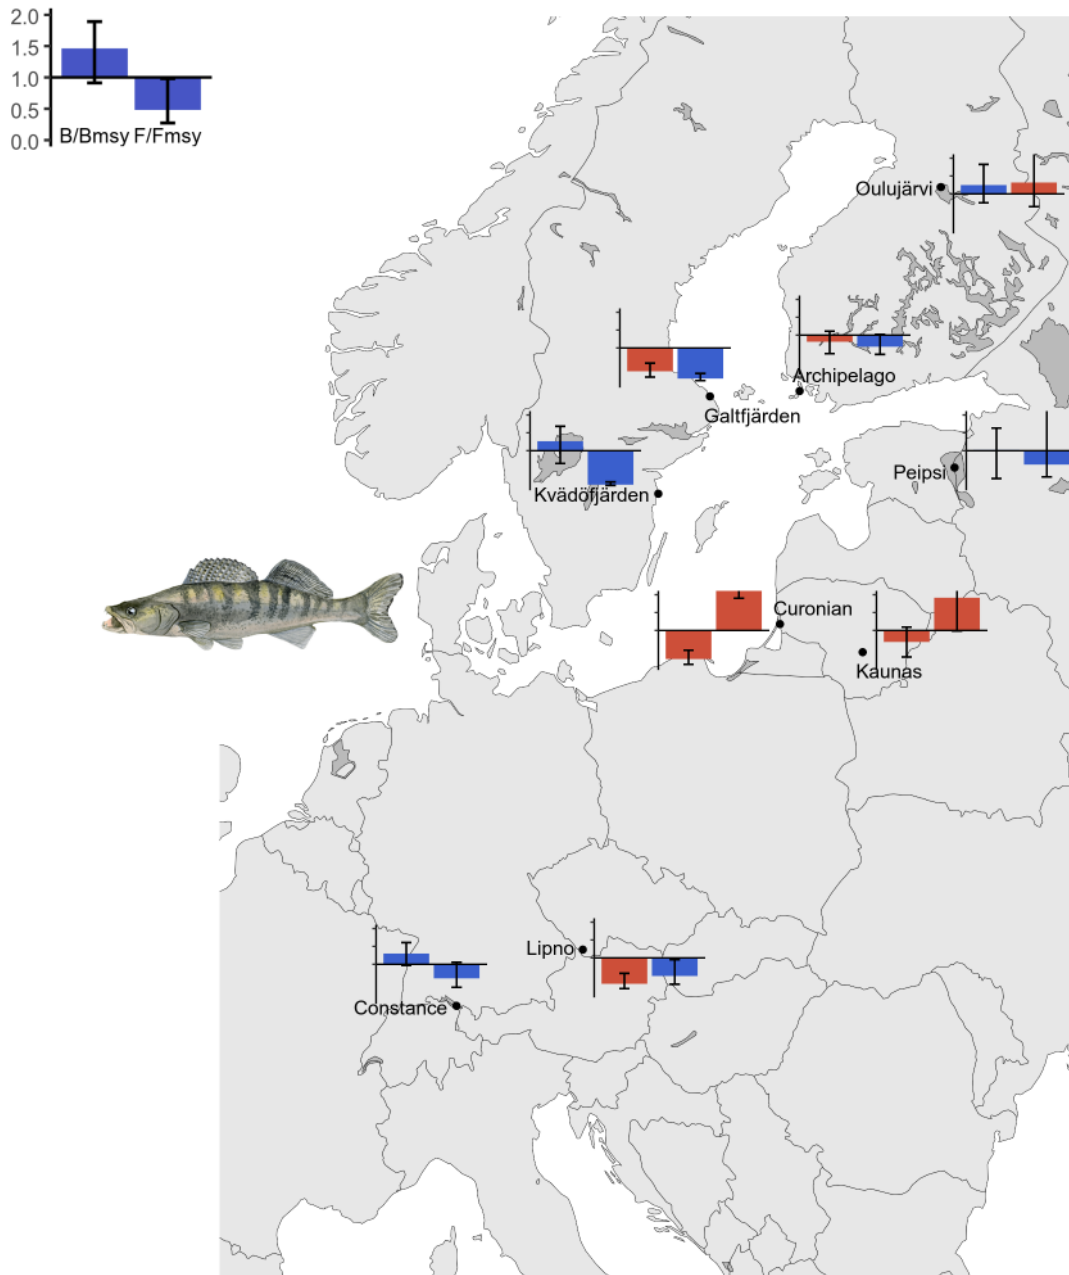 2.0
1.5
1.0
0.5
0.0
B/Bmsy F/Fmsy
Oulujärvi
Archipelago
Galtfjärden
Peipsi
Kvädöfjärden
Curonian
Kaunas
Lipno
Constance